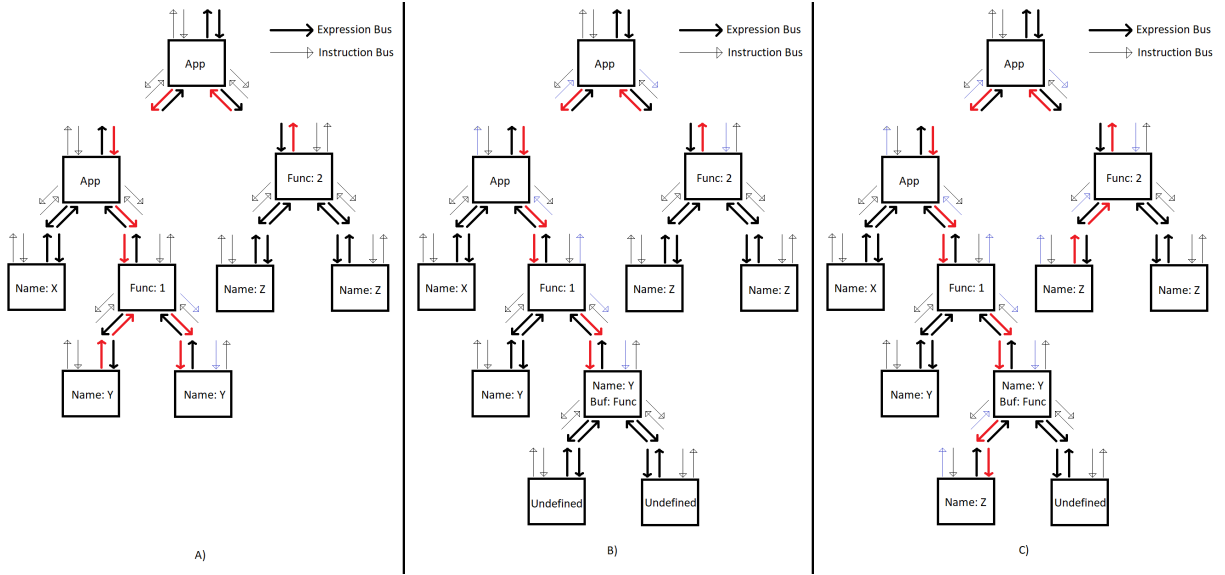 Expression Bus
Instruction Bus
App
App
Func: 2
Name: X
Func: 1
Name: Z
Name: Z
Name: Y
Name: Y
A)
Expression Bus
Instruction Bus
App
App
Func: 2
Name: X
Func: 1
Name: Z
Name: Z
Name: Y
Name: Y
Buf: Func
Undefined
Undefined
B)
Expression Bus
Instruction Bus
App
App
Func: 2
Name: X
Func: 1
Name: Z
Name: Z
Name: Y
Name: Y
Buf: Func
Name: Z
Undefined
C)